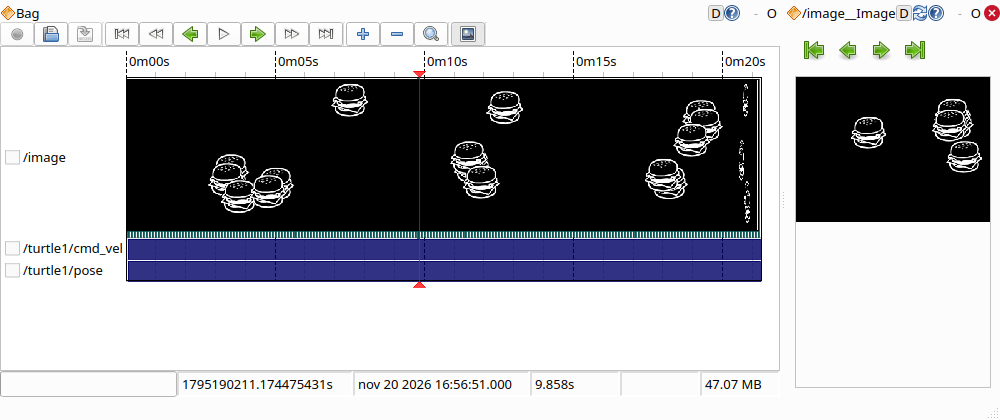 Bag
D
- O
/image__Image
D
- O
0m00s 0m05s 0m10s 0m15s 0m20s
/image
/turtle1/cmd_vel
/turtle1/pose
1795190211.174475431s nov 20 2026 16:56:51.000 9.858s 47.07 MB